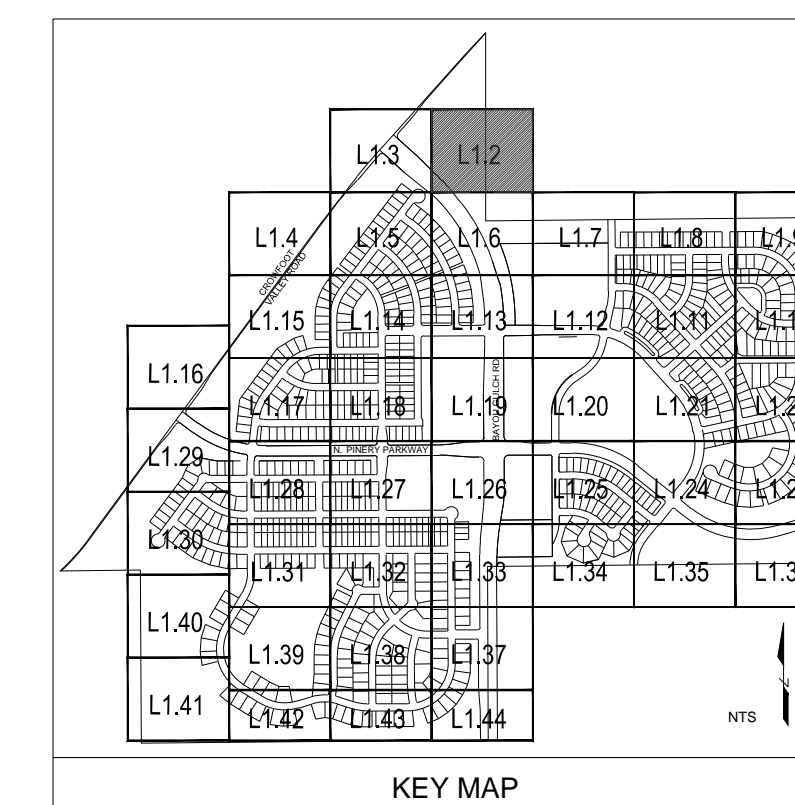 L1.3
L1.2
L1.4
L1.5
L1.6
L1.7
L1.8
CROWFOOT
VALLEY ROAD
L1.15
L1.14
L1.13
L1.12
L1.11
L1.16
L1.17
L1.18
L1.19
BAYOU GULCH RD
L1.20
L1.21
N. PINERY PARKWAY
L1.29
L1.28
L1.27
L1.26
L1.25
L1.24
L1.30
L1.31
L1.32
L1.33
L1.34
L1.35
L1.40
L1.39
L1.38
L1.37
L1.41
L1.42
L1.43
L1.44
N
NTS
KEY MAP